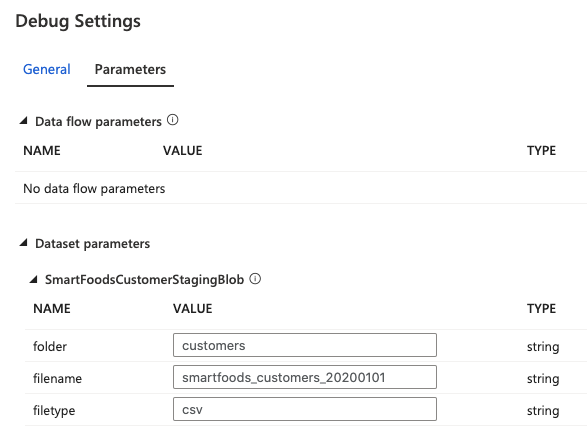 Debug Settings
General Parameters
Data flow parameters
NAME VALUE TYPE
No data flow parameters
Dataset parameters
SmartFoodsCustomerStagingBlob
NAME VALUE TYPE
folder customers string
filename smartfoods_customers_20200101 string
filetype csv string